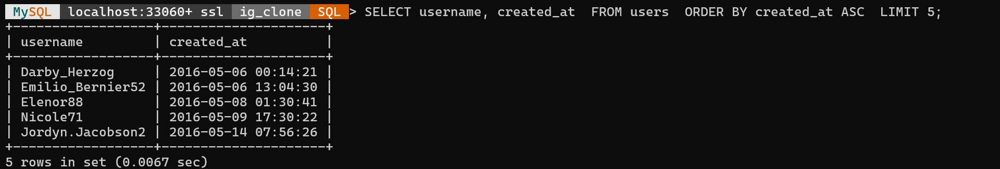 MySQL localhost:33060+ ssl ig_clone SQL > SELECT username, created_at  FROM users  ORDER BY created_at ASC  LIMIT 5;
+------------------+---------------------+
| username         | created_at          |
+------------------+---------------------+
| Darby_Herzog     | 2016-05-06 00:14:21 |
| Emilio_Bernier52 | 2016-05-06 13:04:30 |
| Elenor88         | 2016-05-08 01:30:41 |
| Nicole71         | 2016-05-09 17:30:22 |
| Jordyn.Jacobson2 | 2016-05-14 07:56:26 |
+------------------+---------------------+
5 rows in set (0.0067 sec)